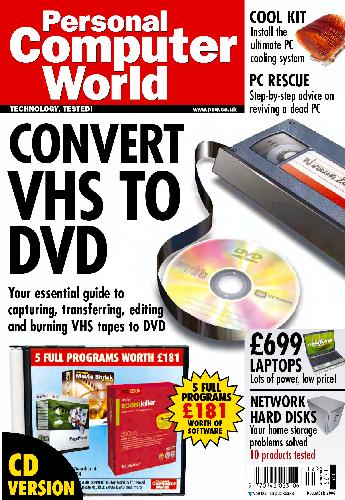 Personal
Computer
World
TECHNOLOGY, TESTED!
www.pcw.co.uk
COOL KIT
Install the
ultimate PC
cooling system
PC RESCUE
Step-by-step advice on
reviving a dead PC
CONVERT
VHS TO
DVD
Your essential guide to
capturing, transferring, editing
and burning VHS tapes to DVD
DVD
5 FULL PROGRAMS WORTH £181
Movie Shrink
spamkiller
5 FULL
PROGRAMS
£181
WORTH OF
SOFTWARE
CD
VERSION
£699
LAPTOPS
Lots of power, low price!
NETWORK
HARD DISKS
Your home storage
problems solved
10 products tested